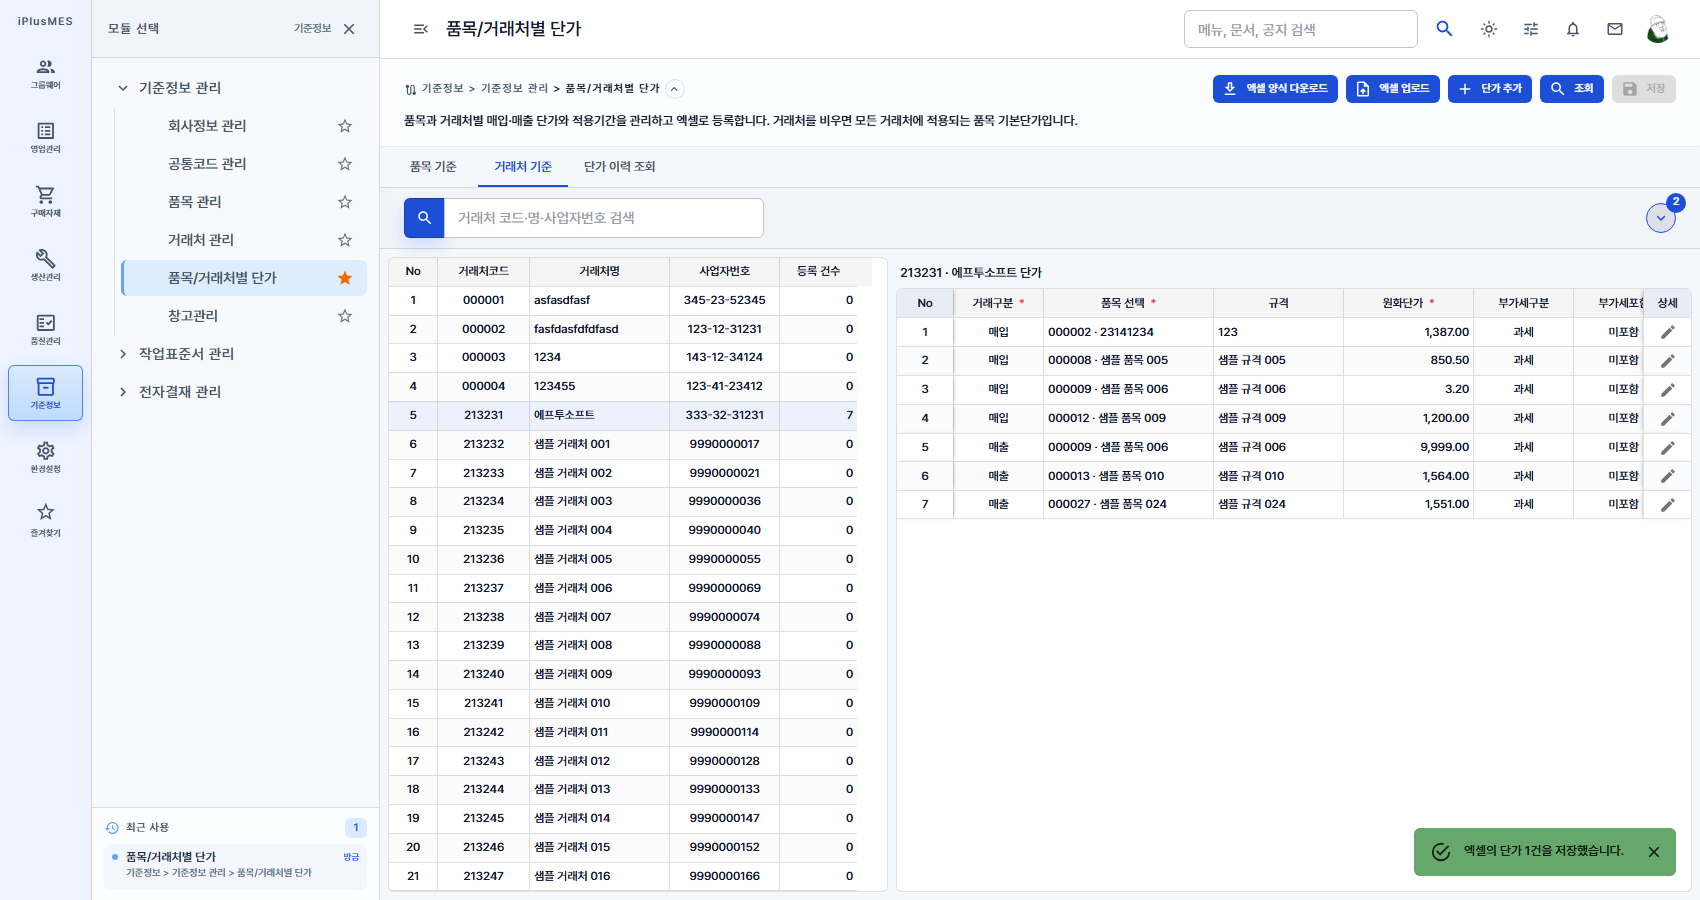 iPlusMES
모듈 선택
기준정보
품목/거래처별 단가
메뉴, 문서, 공지 검색
그룹웨어
영업관리
구매자재
생산관리
품질관리
기준정보
환경설정
즐겨찾기
기준정보 관리
회사정보 관리
공통코드 관리
품목 관리
거래처 관리
품목/거래처별 단가
창고관리
작업표준서 관리
전자결재 관리
최근 사용
1
품목/거래처별 단가
방금
기준정보 > 기준정보 관리 > 품목/거래처별 단가
기준정보 > 기준정보 관리 > 품목/거래처별 단가
엑셀 양식 다운로드
엑셀 업로드
단가 추가
조회
저장
품목과 거래처별 매입·매출 단가와 적용기간을 관리하고 엑셀로 등록합니다. 거래처를 비우면 모든 거래처에 적용되는 품목 기본단가입니다.
품목 기준
거래처 기준
단가 이력 조회
거래처 코드·명·사업자번호 검색
2
No 거래처코드 거래처명 사업자번호 등록 건수
1 000001 asfasdfasf 345-23-52345 0
2 000002 fasfdasfdfdfasd 123-12-31231 0
3 000003 1234 143-12-34124 0
4 000004 123455 123-41-23412 0
5 213231 에프투소프트 333-32-31231 7
6 213232 샘플 거래처 001 9990000017 0
7 213233 샘플 거래처 002 9990000021 0
8 213234 샘플 거래처 003 9990000036 0
9 213235 샘플 거래처 004 9990000040 0
10 213236 샘플 거래처 005 9990000055 0
11 213237 샘플 거래처 006 9990000069 0
12 213238 샘플 거래처 007 9990000074 0
13 213239 샘플 거래처 008 9990000088 0
14 213240 샘플 거래처 009 9990000093 0
15 213241 샘플 거래처 010 9990000109 0
16 213242 샘플 거래처 011 9990000114 0
17 213243 샘플 거래처 012 9990000128 0
18 213244 샘플 거래처 013 9990000133 0
19 213245 샘플 거래처 014 9990000147 0
20 213246 샘플 거래처 015 9990000152 0
21 213247 샘플 거래처 016 9990000166 0
213231 · 에프투소프트 단가
No 거래구분 * 품목 선택 * 규격 원화단가 * 부가세구분 부가세포함 상세
1 매입 000002 · 23141234 123 1,387.00 과세 미포함
2 매입 000008 · 샘플 품목 005 샘플 규격 005 850.50 과세 미포함
3 매입 000009 · 샘플 품목 006 샘플 규격 006 3.20 과세 미포함
4 매입 000012 · 샘플 품목 009 샘플 규격 009 1,200.00 과세 미포함
5 매출 000009 · 샘플 품목 006 샘플 규격 006 9,999.00 과세 미포함
6 매출 000013 · 샘플 품목 010 샘플 규격 010 1,564.00 과세 미포함
7 매출 000027 · 샘플 품목 024 샘플 규격 024 1,551.00 과세 미포함
엑셀의 단가 1건을 저장했습니다.